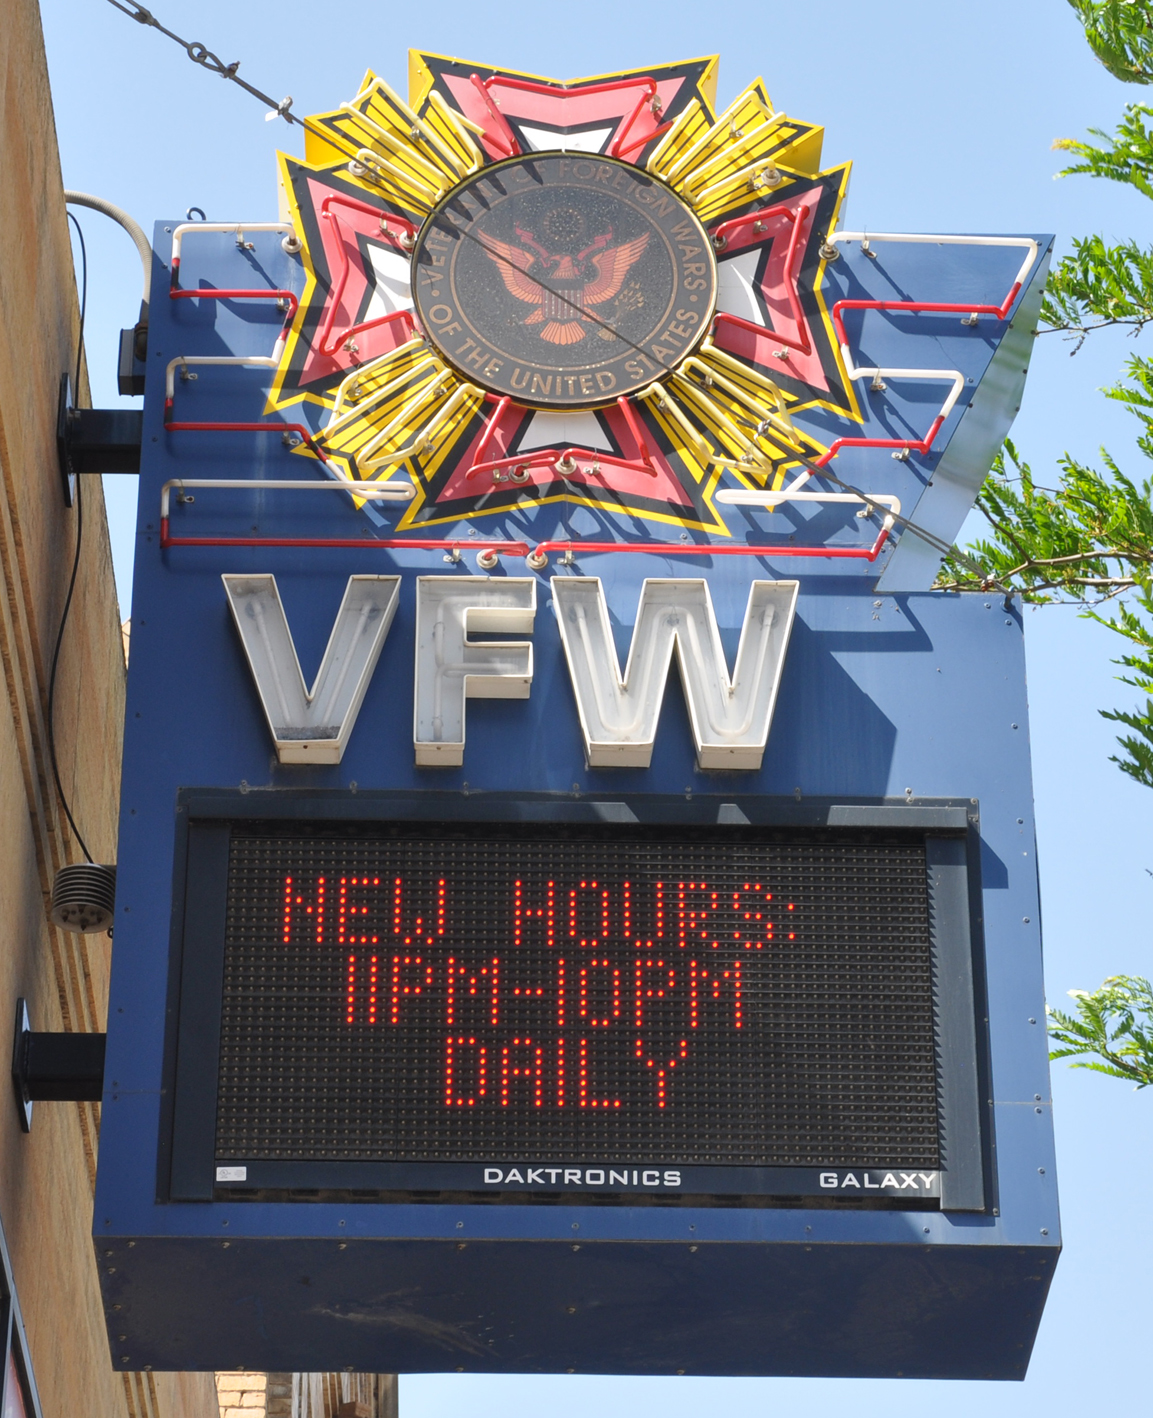 VETERANS OF FOREIGN WARS
• OF THE UNITED STATES •
VFW
NEW HOURS:
11PM-10PM
DAILY
DAKTRONICS GALAXY